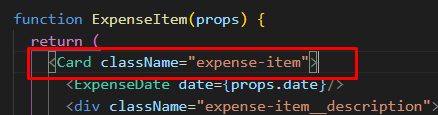 function ExpenseItem(props) {
return (
<Card className="expense-item">
<ExpenseDate date={props.date}/>
<div className="expense-item__description">